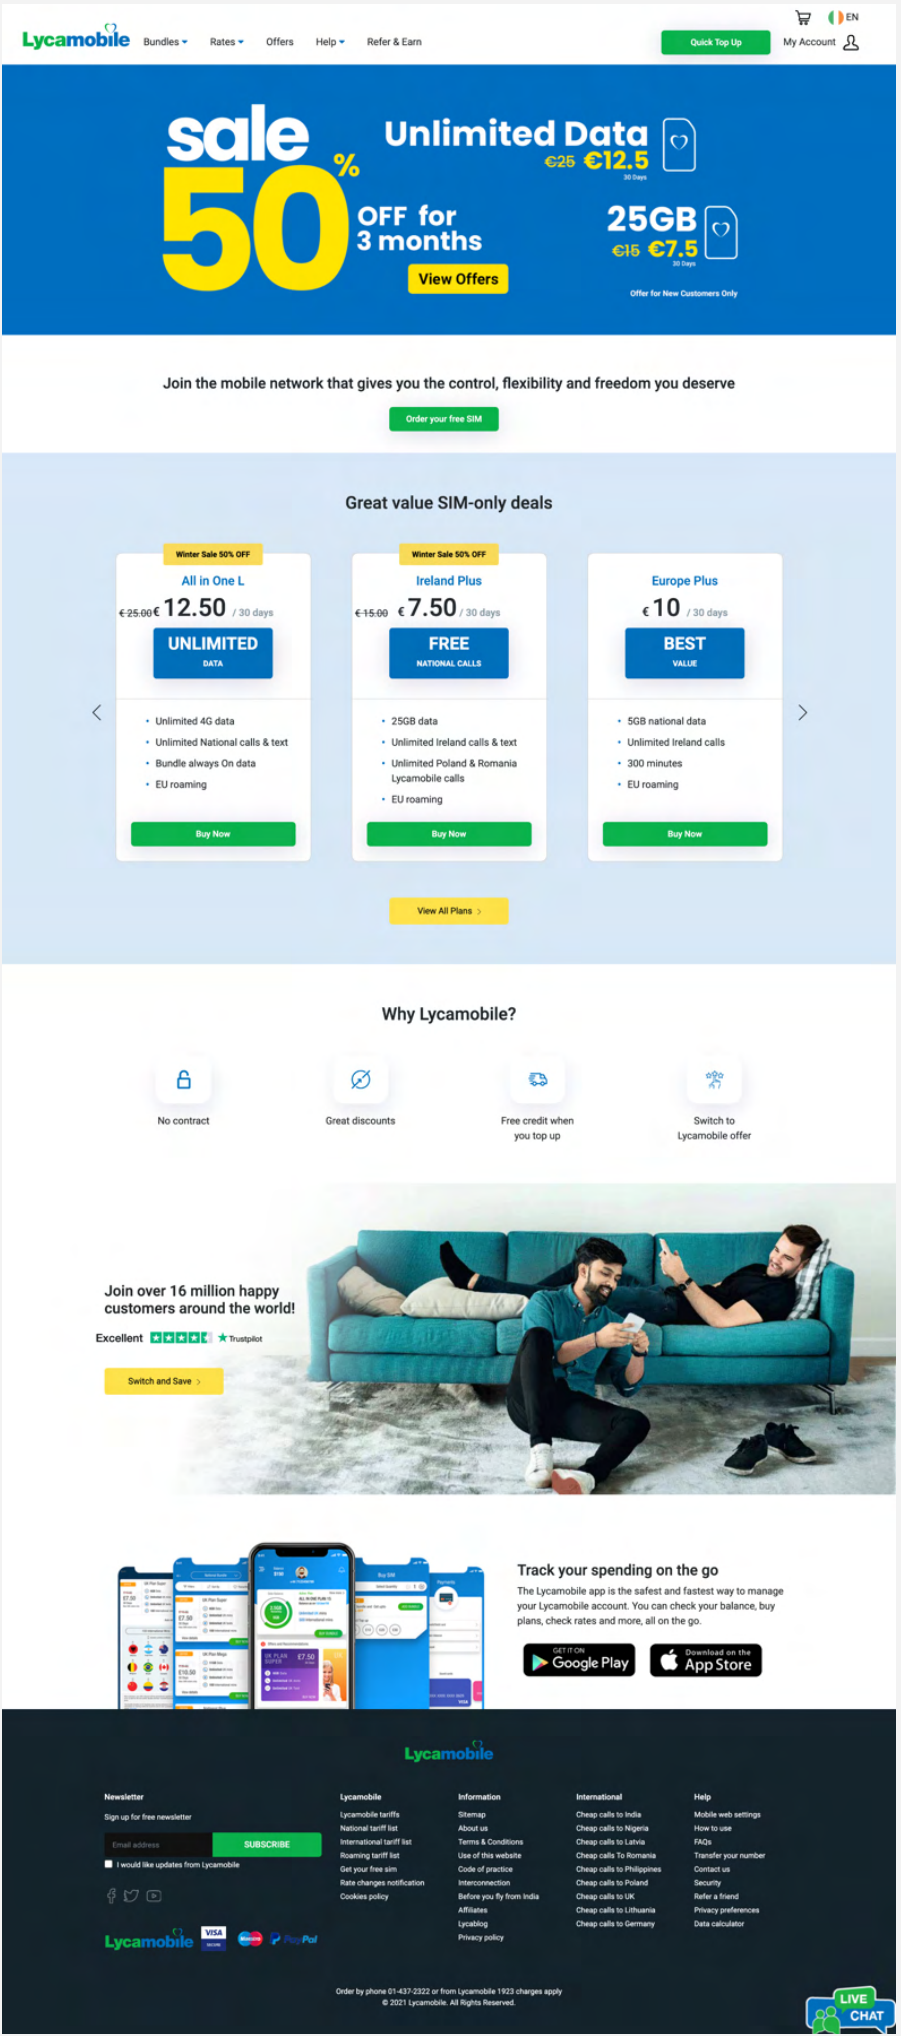 EN
Lycamobile
Bundles
Rates
Offers
Help
Refer & Earn
Quick Top Up
My Account
sale
50%
OFF for
3 months
View Offers
Unlimited Data
€25 €12.5
30 Days
25GB
€15 €7.5
30 Days
Offer for New Customers Only
Join the mobile network that gives you the control, flexibility and freedom you deserve
Order your free SIM
Great value SIM-only deals
Winter Sale 50% OFF
All in One L
€ 25.00 € 12.50 / 30 days
UNLIMITED
DATA
Unlimited 4G data
Unlimited National calls & text
Bundle always On data
EU roaming
Buy Now
Winter Sale 50% OFF
Ireland Plus
€ 15.00 € 7.50 / 30 days
FREE
NATIONAL CALLS
25GB data
Unlimited Ireland calls & text
Unlimited Poland & Romania
Lycamobile calls
EU roaming
Buy Now
Europe Plus
€ 10 / 30 days
BEST
VALUE
5GB national data
Unlimited Ireland calls
300 minutes
EU roaming
Buy Now
View All Plans
Why Lycamobile?
No contract
Great discounts
Free credit when
you top up
Switch to
Lycamobile offer
Join over 16 million happy
customers around the world!
Excellent Trustpilot
Switch and Save
Buy SIM
Payments
UK PLAN
SUPER
£7.50
Track your spending on the go
The Lycamobile app is the safest and fastest way to manage
your Lycamobile account. You can check your balance, buy
plans, check rates and more, all on the go.
GET IT ON
Google Play
Download on the
App Store
Lycamobile
Newsletter
Sign up for free newsletter
Email address
SUBSCRIBE
I would like updates from Lycamobile
Lycamobile
VISA
SECURE
Maestro
PayPal
Lycamobile
Lycamobile tariffs
National tariff list
International tariff list
Roaming tariff list
Get your free sim
Rate changes notification
Cookies policy
Information
Sitemap
About us
Terms & Conditions
Use of this website
Code of practice
Interconnection
Before you fly from India
Affiliates
Lycablog
Privacy policy
International
Cheap calls to India
Cheap calls to Nigeria
Cheap calls to Latvia
Cheap calls To Romania
Cheap calls to Philippines
Cheap calls to Poland
Cheap calls to UK
Cheap calls to Lithuania
Cheap calls to Germany
Help
Mobile web settings
How to use
FAQs
Transfer your number
Contact us
Security
Refer a friend
Privacy preferences
Data calculator
Order by phone 01-437-2322 or from Lycamobile 1923 charges apply
© 2021 Lycamobile. All Rights Reserved.
LIVE
CHAT